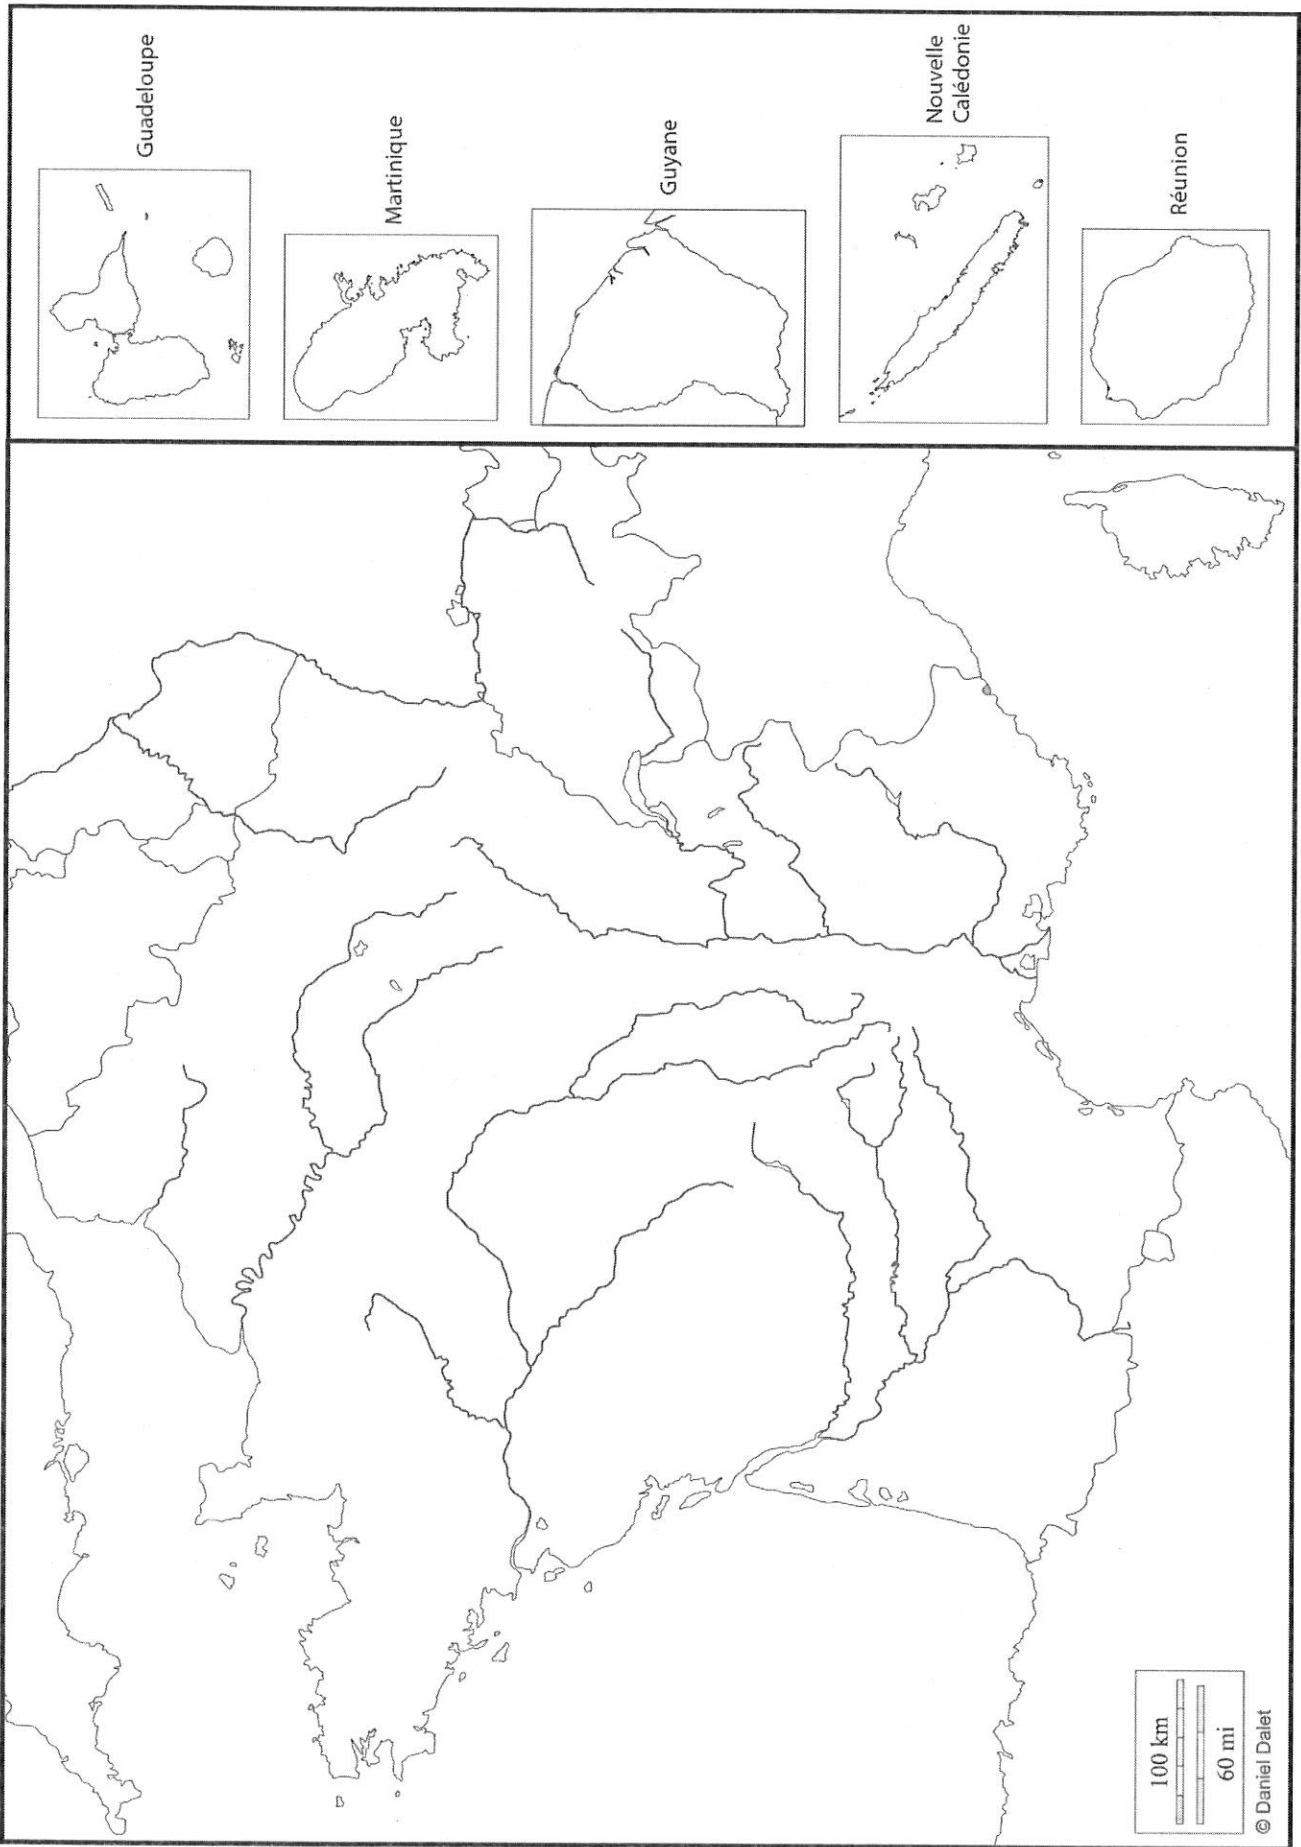 Guadeloupe
Martinique
Guyane
Nouvelle
Calédonie
Réunion
100 km
60 mi
© Daniel Dalet